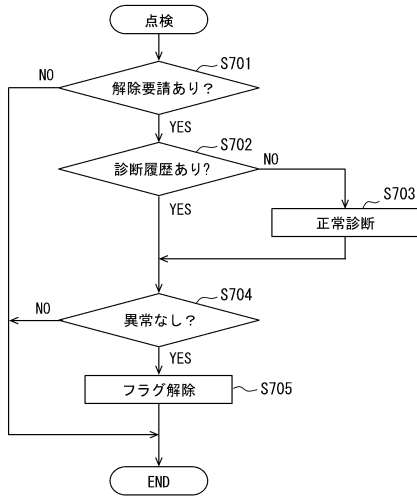 点検
NO
S701
解除要請あり？
YES
S702
診断履歴あり?
NO
YES
S703
正常診断
NO
S704
異常なし？
YES
フラグ解除
S705
END